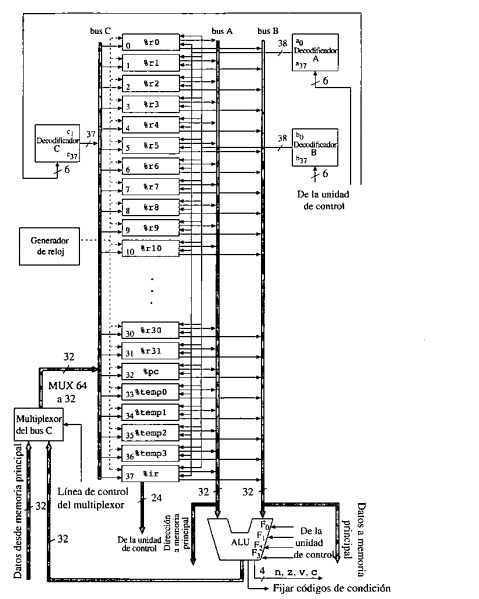 bus C
bus A
bus B
0 %r0
1 %r1
2 %r2
3 %r3
4 %r4
5 %r5
6 %r6
7 %r7
8 %r8
9 %r9
10 %r10
30 %r30
31 %r31
32 %pc
33 %temp0
34 %temp1
35 %temp2
36 %temp3
37 %ir
38
a0
Decodificador
A
a37
6
38
b0
Decodificador
B
b37
6
De la unidad
de control
c1
Decodificador
C
c37
37
6
Generador
de reloj
32
MUX 64
a 32
Multiplexor
del bus C
Datos desde memoria principal
32
32
Línea de control
del multiplexor
24
De la unidad
de control
32
32
Dirección
a memoria
principal
ALU
F0
F1
F2
F3
De la
unidad
de control
Datos a memoria
principal
4
n, z, v, c
Fijar códigos de condición